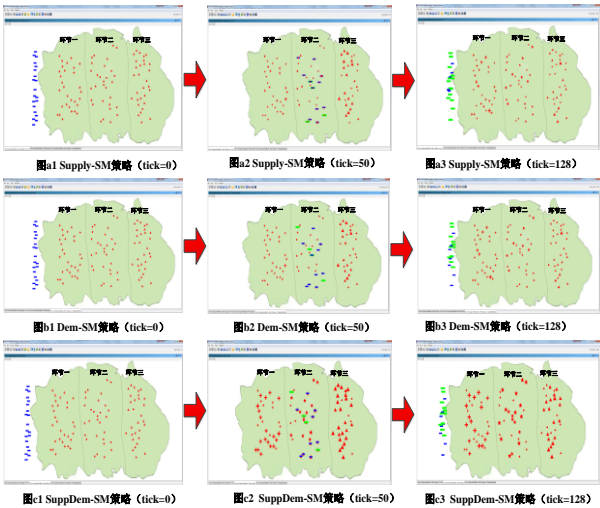 环节一 环节二 环节三
环节一 环节二 环节三
环节一 环节二 环节三
图a1 Supply-SM策略（tick=0）
图a2 Supply-SM策略（tick=50）
图a3 Supply-SM策略（tick=128）
环节一 环节二 环节三
环节一 环节二 环节三
环节一 环节二 环节三
图b1 Dem-SM策略（tick=0）
图b2 Dem-SM策略（tick=50）
图b3 Dem-SM策略（tick=128）
环节一 环节二 环节三
环节一 环节二 环节三
环节一 环节二 环节三
图c1 SuppDem-SM策略（tick=0）
图c2 SuppDem-SM策略（tick=50）
图c3 SuppDem-SM策略（tick=128）